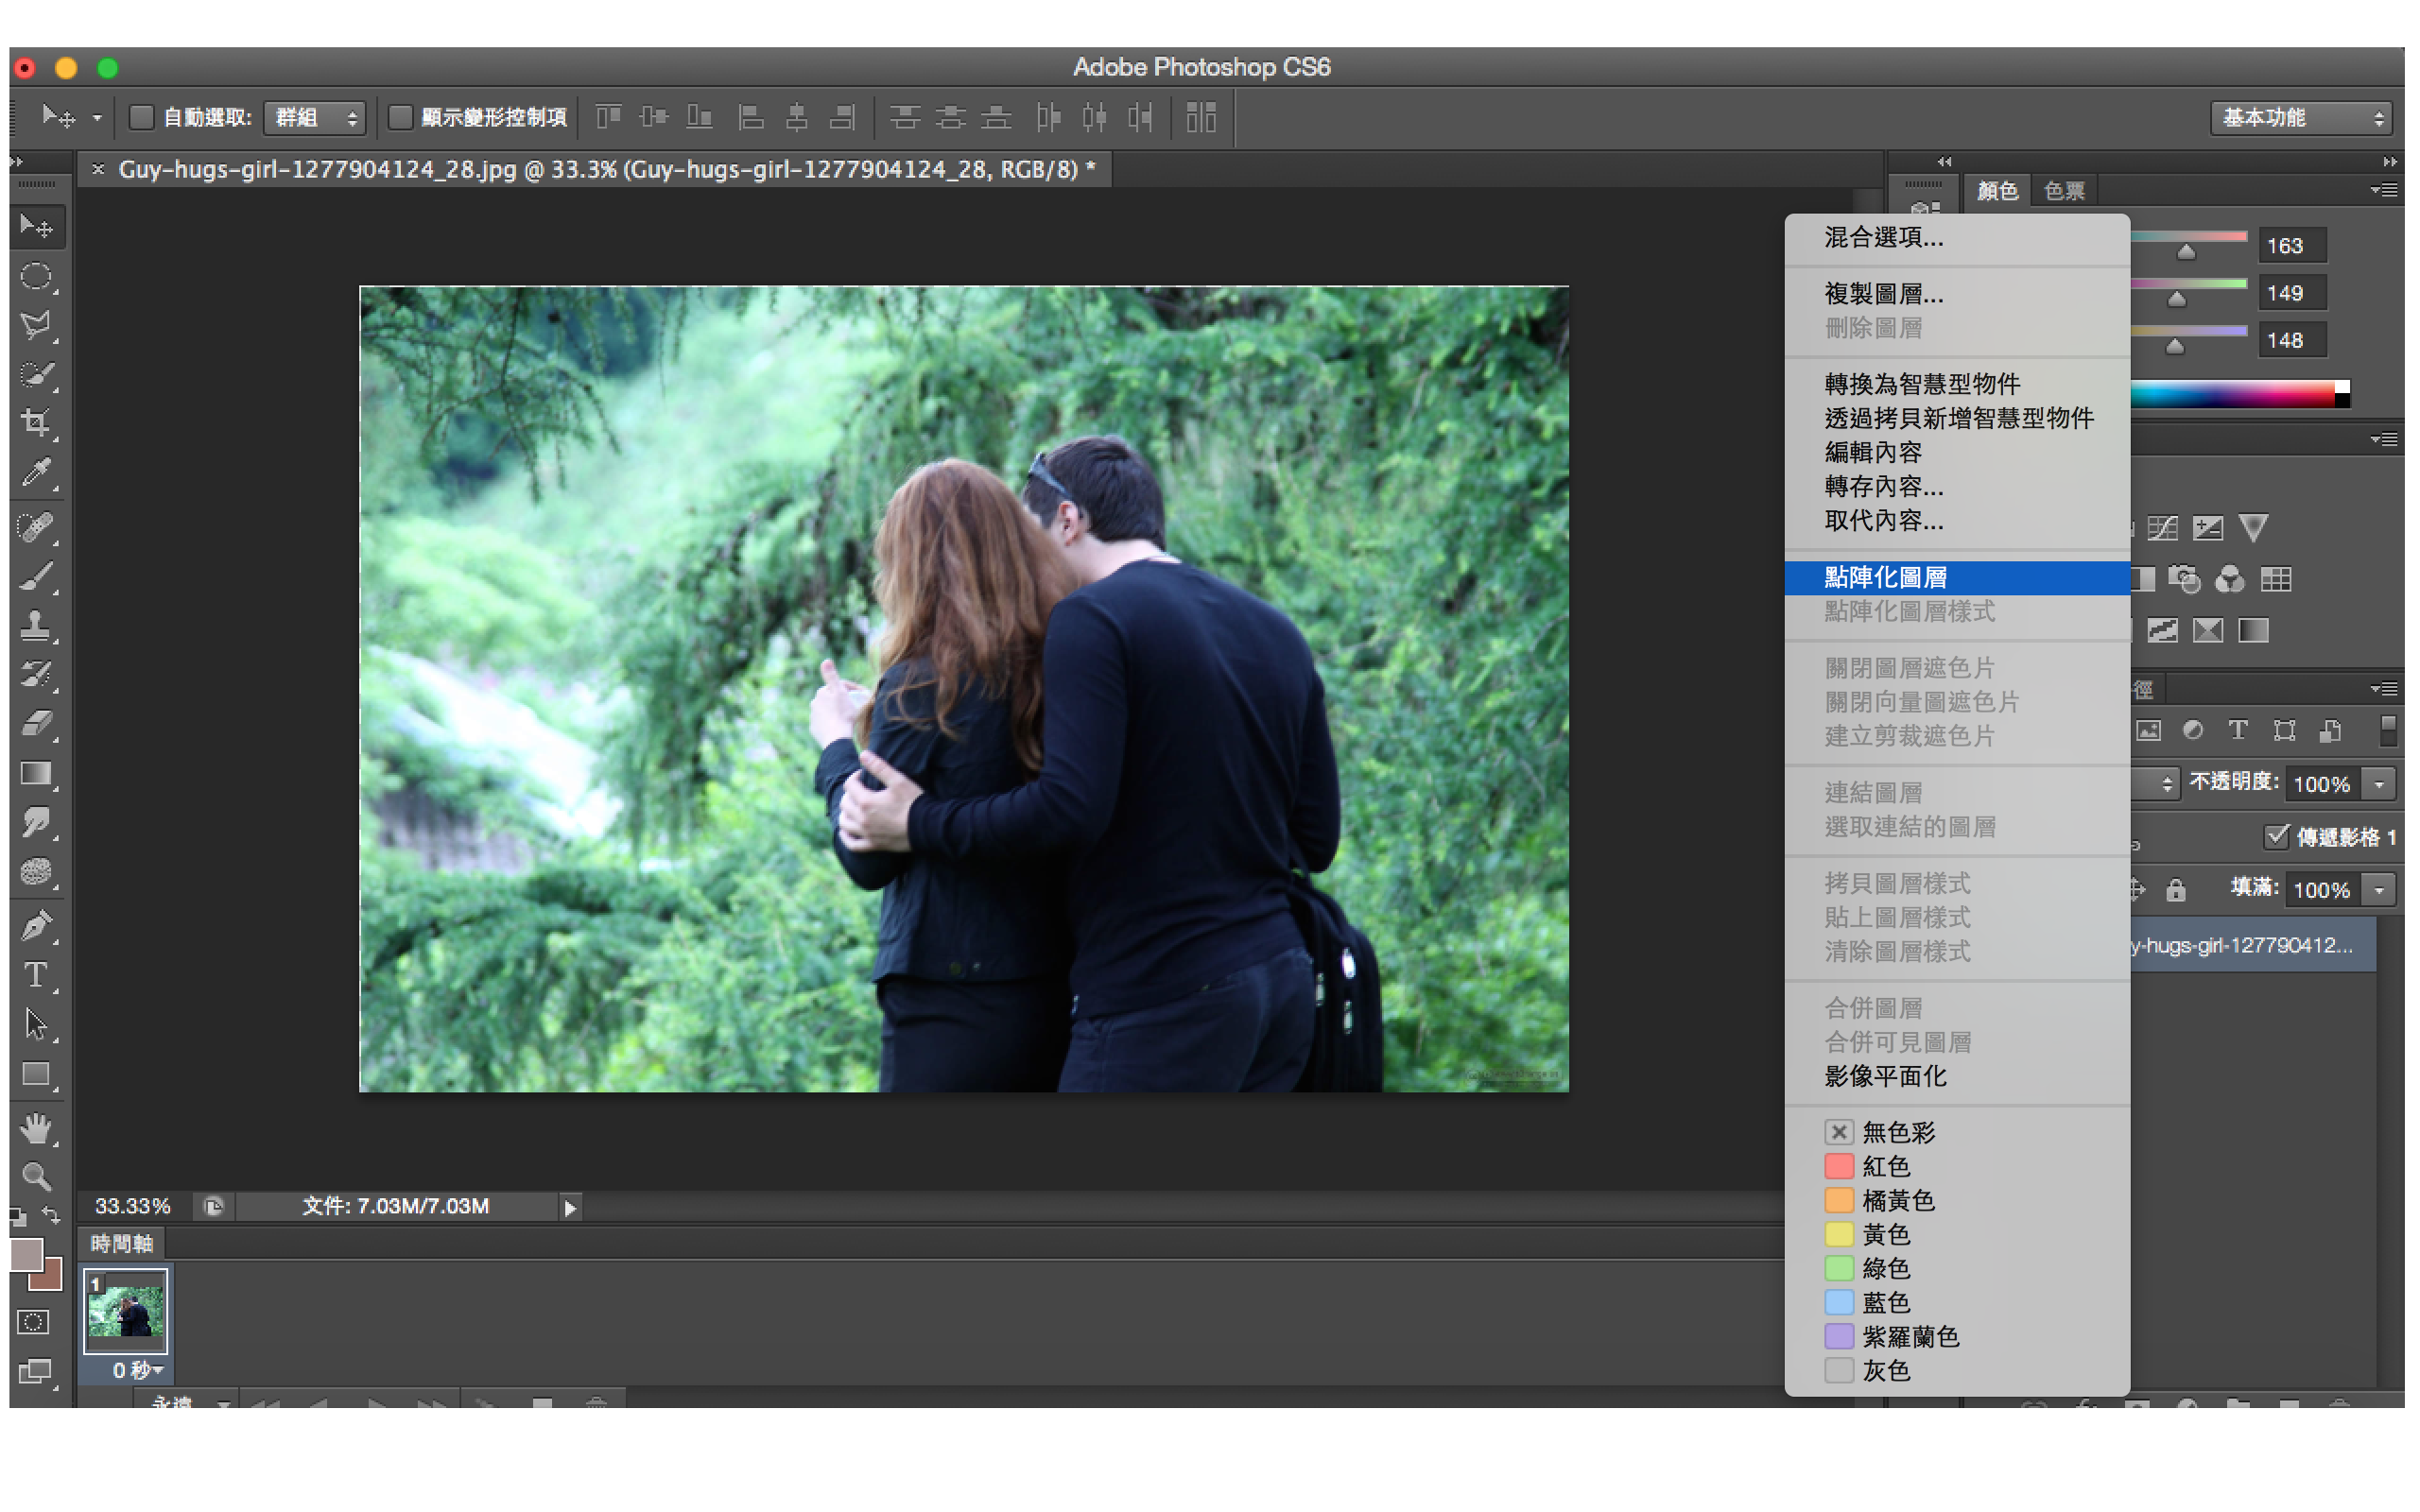 Adobe Photoshop CS6
自動選取: 群組 顯示變形控制項
基本功能
× Guy-hugs-girl-1277904124_28.jpg @ 33.3% (Guy-hugs-girl-1277904124_28, RGB/8) *
顏色 色票
163
149
148
混合選項...
複製圖層...
刪除圖層
轉換為智慧型物件
透過拷貝新增智慧型物件
編輯內容
轉存內容...
取代內容...
點陣化圖層
點陣化圖層樣式
關閉圖層遮色片
關閉向量圖遮色片
建立剪裁遮色片
連結圖層
選取連結的圖層
拷貝圖層樣式
貼上圖層樣式
清除圖層樣式
合併圖層
合併可見圖層
影像平面化
無色彩
紅色
橘黃色
黃色
綠色
藍色
紫羅蘭色
灰色
徑
不透明度: 100%
傳遞影格 1
填滿: 100%
y-hugs-girl-127790412...
33.33% 文件: 7.03M/7.03M
時間軸
1
0 秒
永遠